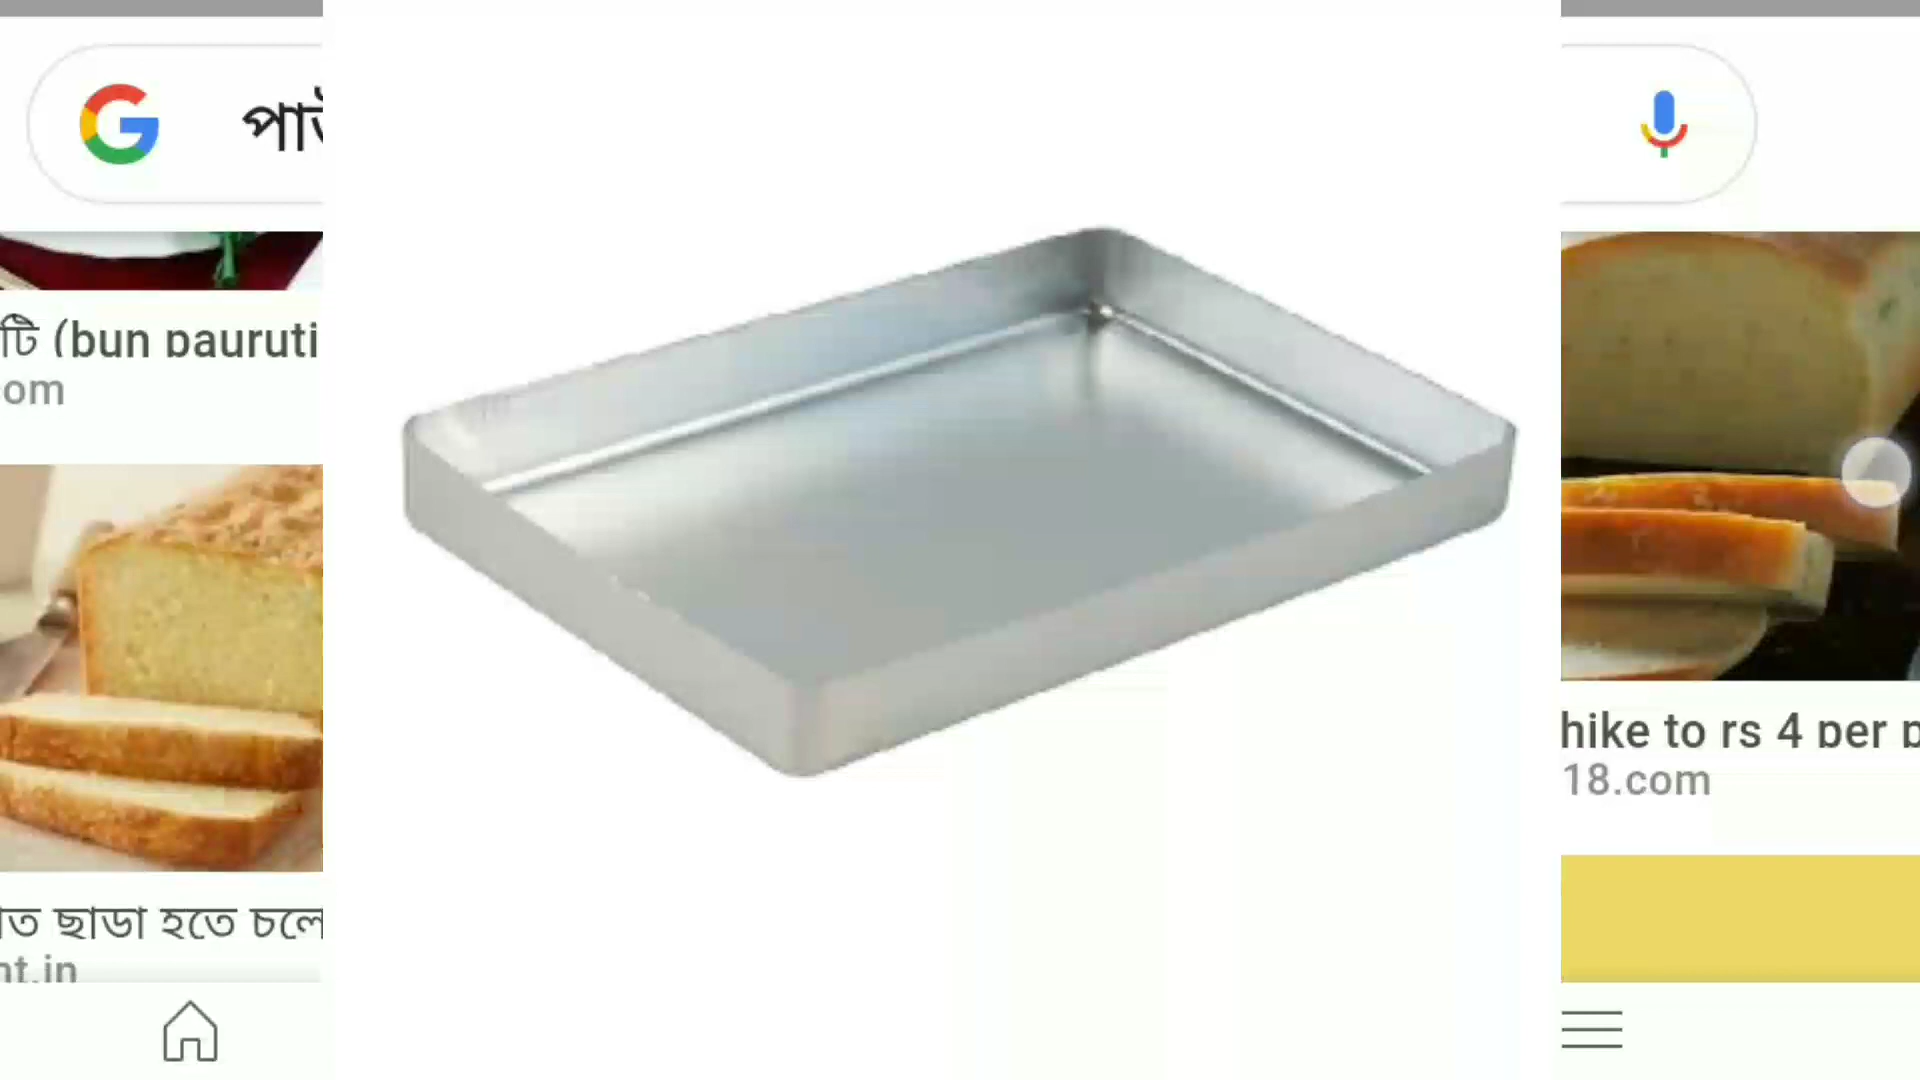 টি (bun pauruti
om
ত ছাডা হতে চলে
nt.in
hike to rs 4 per
18.com